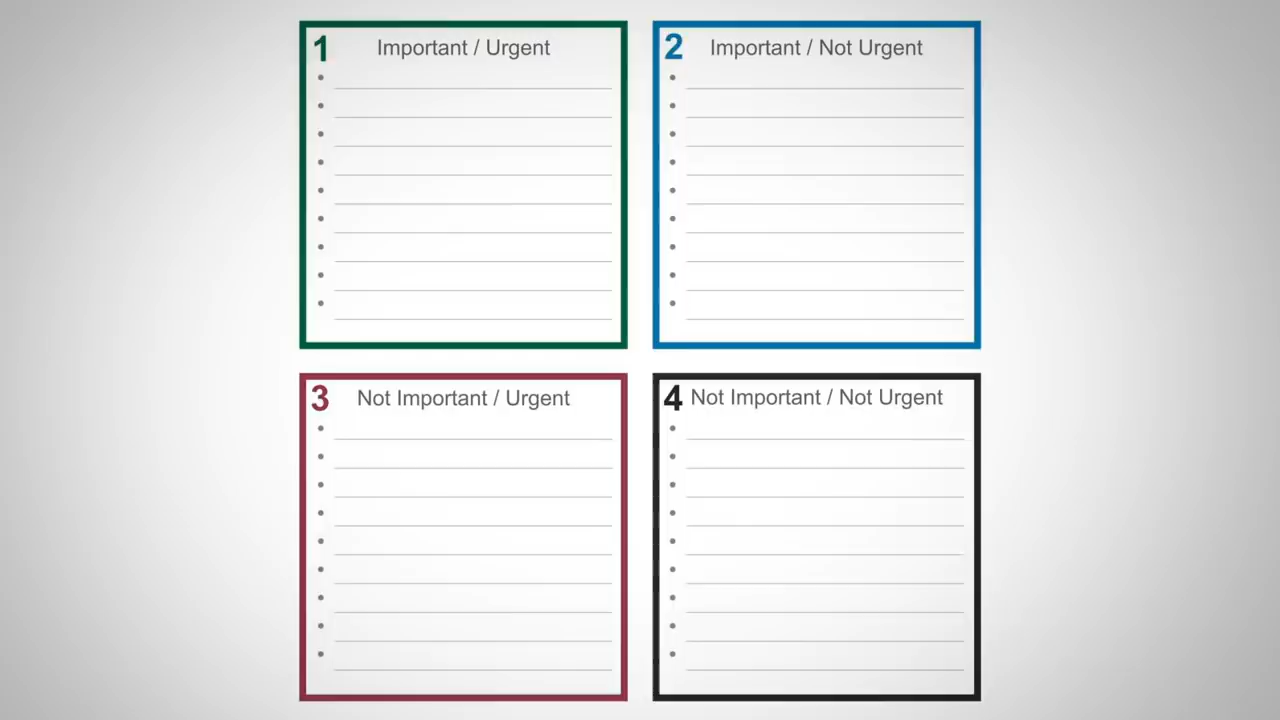 1 Important / Urgent
2 Important / Not Urgent
3 Not Important / Urgent
4 Not Important / Not Urgent